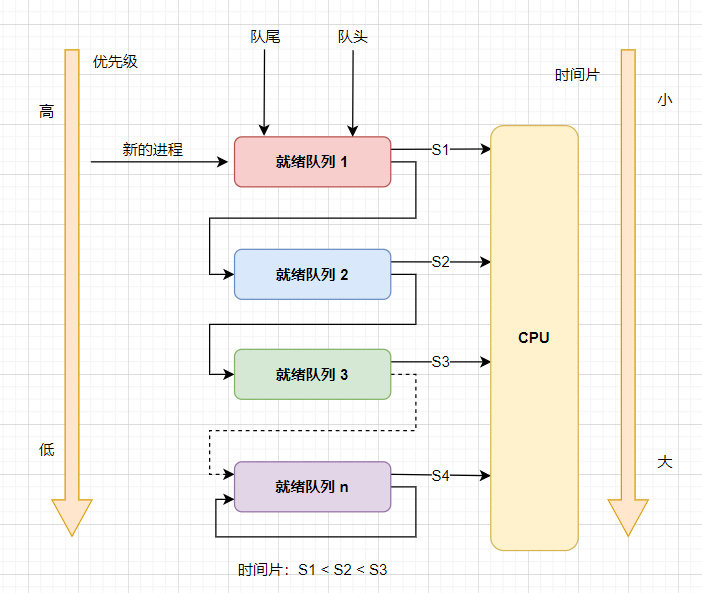 队尾
队头
优先级
时间片
高
小
新的进程
就绪队列 1
S1
就绪队列 2
S2
CPU
就绪队列 3
S3
低
大
就绪队列 n
S4
时间片：S1 < S2 < S3